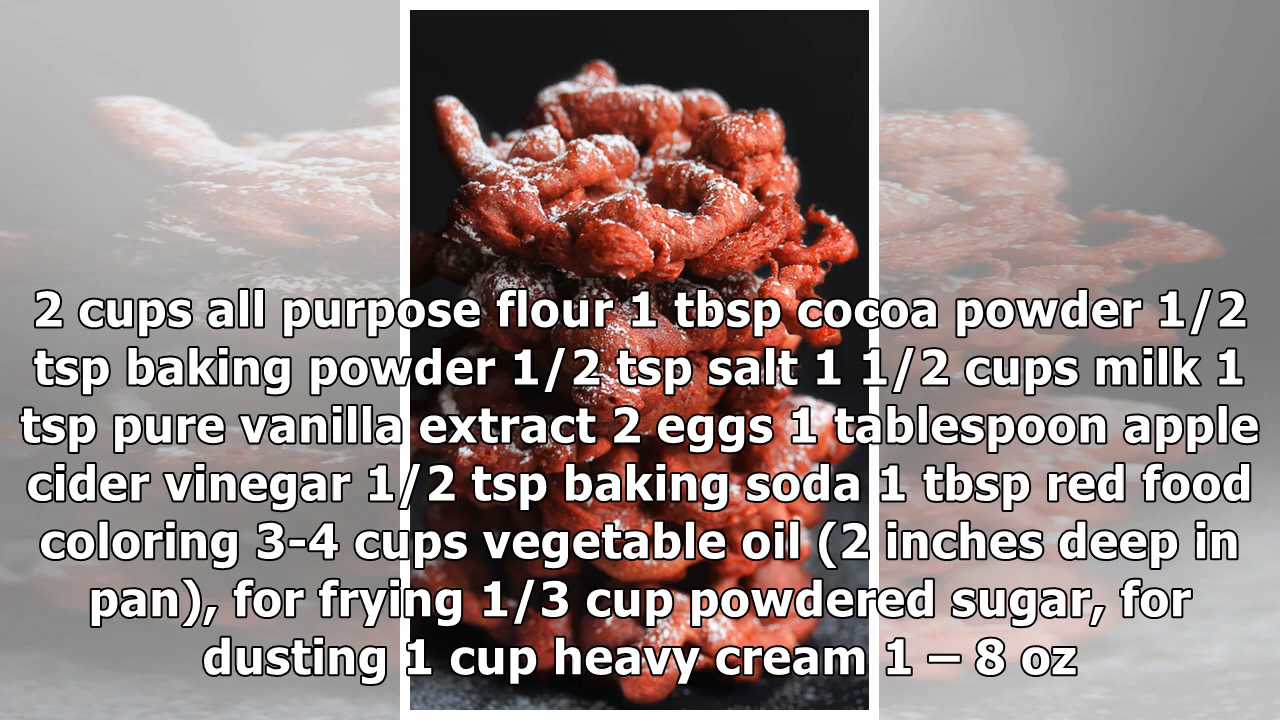 2 cups all purpose flour 1 tbsp cocoa powder 1/2
tsp baking powder 1/2 tsp salt 1 1/2 cups milk 1
tsp pure vanilla extract 2 eggs 1 tablespoon apple
cider vinegar 1/2 tsp baking soda 1 tbsp red food
coloring 3-4 cups vegetable oil (2 inches deep in
pan), for frying 1/3 cup powdered sugar, for
dusting 1 cup heavy cream 1 – 8 oz